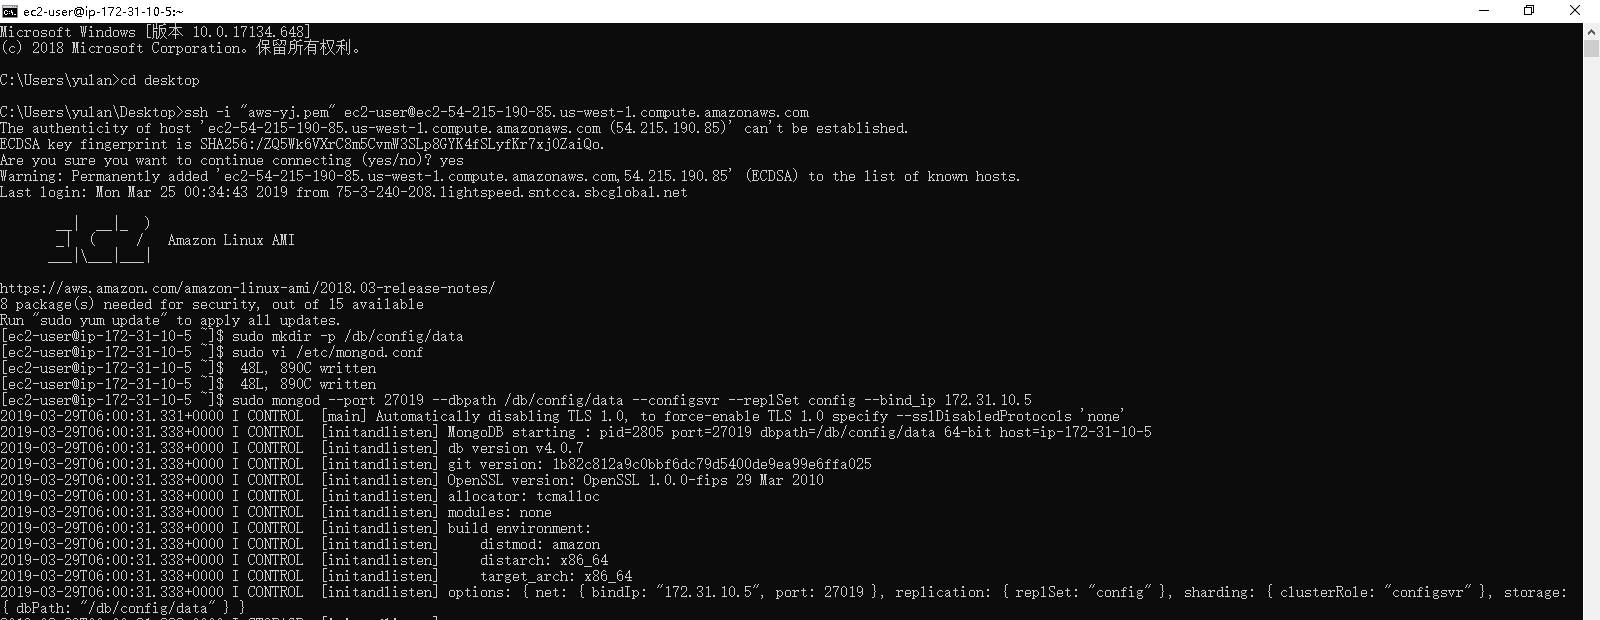 ec2-user@ip-172-31-10-5:~
Microsoft Windows [版本 10.0.17134.648]
(c) 2018 Microsoft Corporation。保留所有权利。
C:\Users\yulan>cd desktop
C:\Users\yulan\Desktop>ssh -i "aws-yj.pem" ec2-user@ec2-54-215-190-85.us-west-1.compute.amazonaws.com
The authenticity of host 'ec2-54-215-190-85.us-west-1.compute.amazonaws.com (54.215.190.85)' can't be established.
ECDSA key fingerprint is SHA256:/ZQ5Wk6VXrC8m5CvmW3SLp8GYK4fSLyfKr7xj0ZaiQo.
Are you sure you want to continue connecting (yes/no)? yes
Warning: Permanently added 'ec2-54-215-190-85.us-west-1.compute.amazonaws.com,54.215.190.85' (ECDSA) to the list of known hosts.
Last login: Mon Mar 25 00:34:43 2019 from 75-3-240-208.lightspeed.sntcca.sbcglobal.net
       __|  __|_  )
       _|  (     /   Amazon Linux AMI
      ___|\___|___|
https://aws.amazon.com/amazon-linux-ami/2018.03-release-notes/
8 package(s) needed for security, out of 15 available
Run "sudo yum update" to apply all updates.
[ec2-user@ip-172-31-10-5 ~]$ sudo mkdir -p /db/config/data
[ec2-user@ip-172-31-10-5 ~]$ sudo vi /etc/mongod.conf
[ec2-user@ip-172-31-10-5 ~]$  48L, 890C written
[ec2-user@ip-172-31-10-5 ~]$  48L, 890C written
[ec2-user@ip-172-31-10-5 ~]$ sudo mongod --port 27019 --dbpath /db/config/data --configsvr --replSet config --bind_ip 172.31.10.5
2019-03-29T06:00:31.331+0000 I CONTROL  [main] Automatically disabling TLS 1.0, to force-enable TLS 1.0 specify --sslDisabledProtocols 'none'
2019-03-29T06:00:31.338+0000 I CONTROL  [initandlisten] MongoDB starting : pid=2805 port=27019 dbpath=/db/config/data 64-bit host=ip-172-31-10-5
2019-03-29T06:00:31.338+0000 I CONTROL  [initandlisten] db version v4.0.7
2019-03-29T06:00:31.338+0000 I CONTROL  [initandlisten] git version: 1b82c812a9c0bbf6dc79d5400de9ea99e6ffa025
2019-03-29T06:00:31.338+0000 I CONTROL  [initandlisten] OpenSSL version: OpenSSL 1.0.0-fips 29 Mar 2010
2019-03-29T06:00:31.338+0000 I CONTROL  [initandlisten] allocator: tcmalloc
2019-03-29T06:00:31.338+0000 I CONTROL  [initandlisten] modules: none
2019-03-29T06:00:31.338+0000 I CONTROL  [initandlisten] build environment:
2019-03-29T06:00:31.338+0000 I CONTROL  [initandlisten]     distmod: amazon
2019-03-29T06:00:31.338+0000 I CONTROL  [initandlisten]     distarch: x86_64
2019-03-29T06:00:31.338+0000 I CONTROL  [initandlisten]     target_arch: x86_64
2019-03-29T06:00:31.338+0000 I CONTROL  [initandlisten] options: { net: { bindIp: "172.31.10.5", port: 27019 }, replication: { replSet: "config" }, sharding: { clusterRole: "configsvr" }, storage:
{ dbPath: "/db/config/data" } }